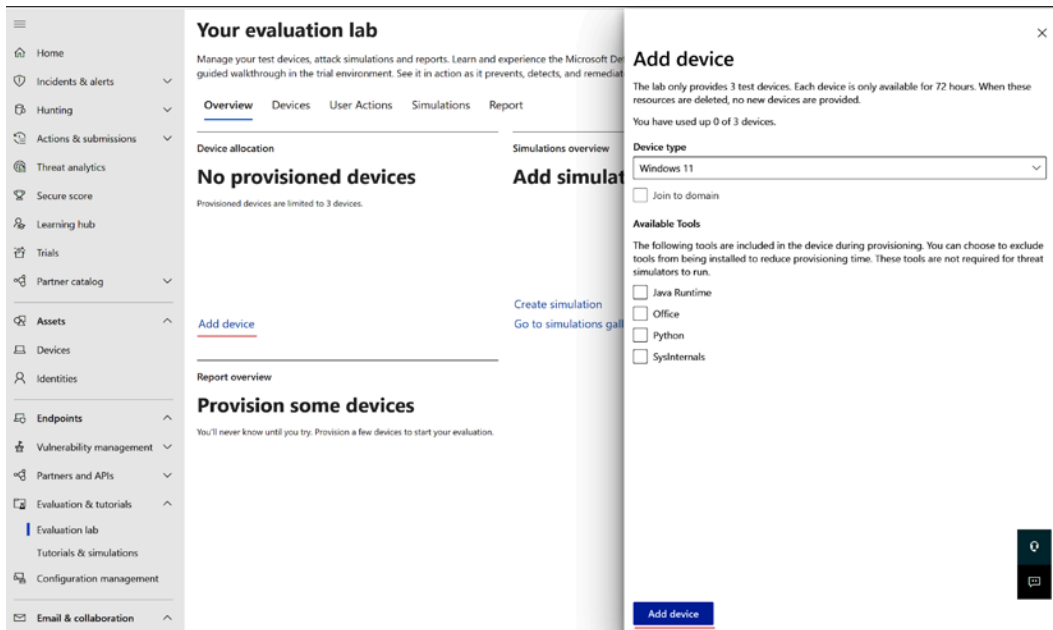 Home
Incidents & alerts
Hunting
Actions & submissions
Threat analytics
Secure score
Learning hub
Trials
Partner catalog
Assets
Devices
Identities
Endpoints
Vulnerability management
Partners and APIs
Evaluation & tutorials
Evaluation lab
Tutorials & simulations
Configuration management
Email & collaboration
Your evaluation lab
Manage your test devices, attack simulations and reports. Learn and experience the Microsoft De
guided walkthrough in the trial environment. See it in action as it prevents, detects, and remediat
Overview Devices User Actions Simulations Report
Device allocation
No provisioned devices
Provisioned devices are limited to 3 devices.
Add device
Simulations overview
Add simulat
Create simulation
Go to simulations gall
Report overview
Provision some devices
You'll never know until you try. Provision a few devices to start your evaluation.
Add device
The lab only provides 3 test devices. Each device is only available for 72 hours. When these
resources are deleted, no new devices are provided.
You have used up 0 of 3 devices.
Device type
Windows 11
Join to domain
Available Tools
The following tools are included in the device during provisioning. You can choose to exclude
tools from being installed to reduce provisioning time. These tools are not required for threat
simulators to run.
Java Runtime
Office
Python
SysInternals
Add device